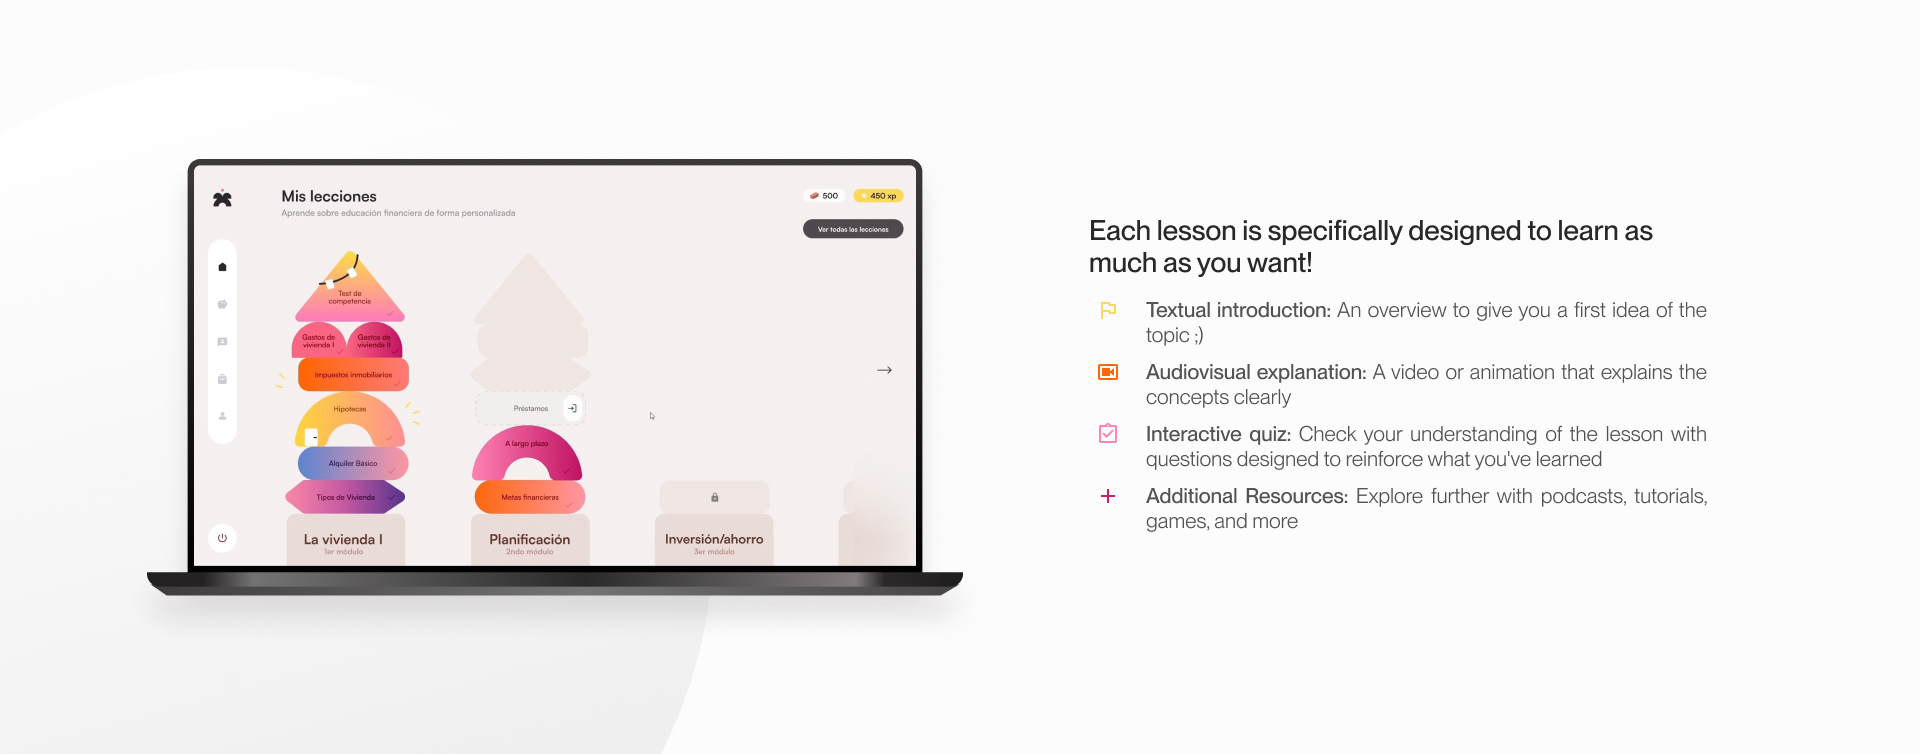 Mis lecciones
Aprende sobre educación financiera de forma personalizada
500
450 xp
Ver todas las lecciones
Test de
competencia
Gastos de
vivienda I
Gastos de
vivienda II
Impuestos inmobiliarios
Hipotecas
Alquiler Básico
Tipos de Vivienda
La vivienda I
1er módulo
Préstamos
A largo plazo
Metas financieras
Planificación
2ndo módulo
Inversión/ahorro
3er módulo
Each lesson is specifically designed to learn as
much as you want!
Textual introduction: An overview to give you a first idea of the
topic ;)
Audiovisual explanation: A video or animation that explains the
concepts clearly
Interactive quiz: Check your understanding of the lesson with
questions designed to reinforce what you've learned
Additional Resources: Explore further with podcasts, tutorials,
games, and more